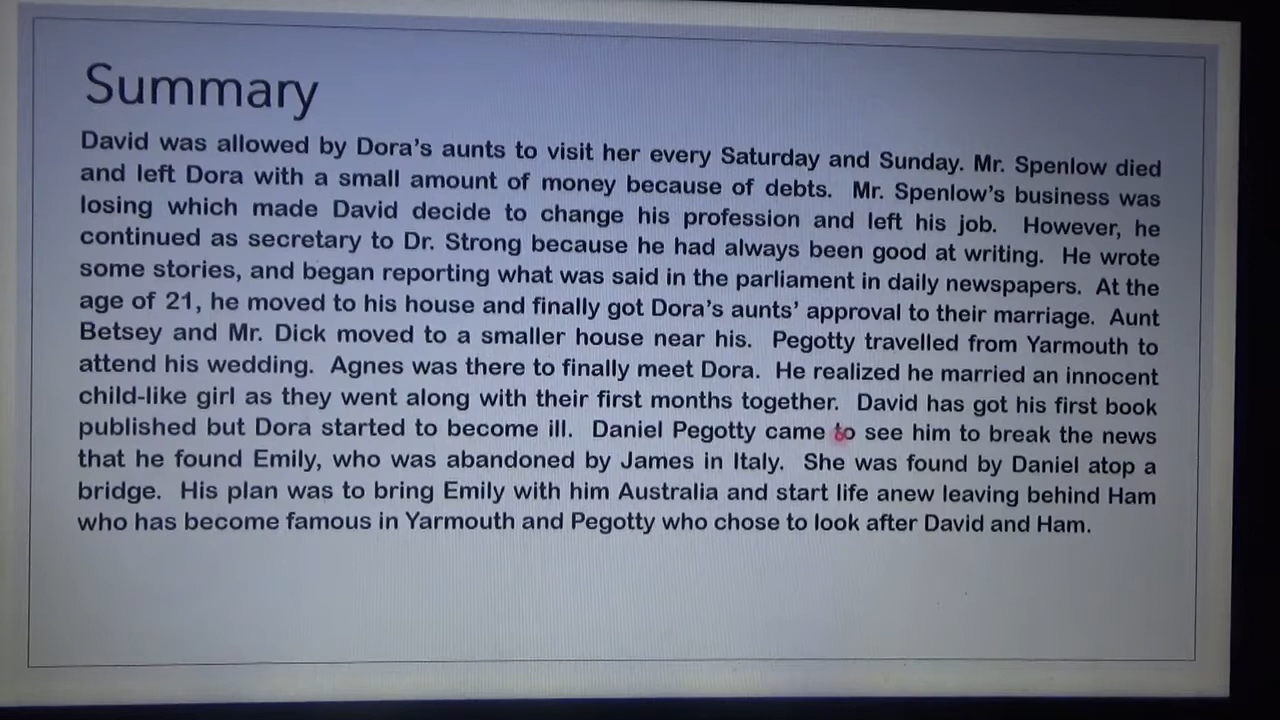 Summary
David was allowed by Dora's aunts to visit her every Saturday and Sunday. Mr. Spenlow died
and left Dora with a small amount of money because of debts. Mr. Spenlow's business was
losing which made David decide to change his profession and left his job. However, he
continued as secretary to Dr. Strong because he had always been good at writing. He wrote
some stories, and began reporting what was said in the parliament in daily newspapers. At the
age of 21, he moved to his house and finally got Dora's aunts' approval to their marriage. Aunt
Betsey and Mr. Dick moved to a smaller house near his. Pegotty travelled from Yarmouth to
attend his wedding. Agnes was there to finally meet Dora. He realized he married an innocent
child-like girl as they went along with their first months together. David has got his first book
published but Dora started to become ill. Daniel Pegotty came to see him to break the news
that he found Emily, who was abandoned by James in Italy. She was found by Daniel atop a
bridge. His plan was to bring Emily with him Australia and start life anew leaving behind Ham
who has become famous in Yarmouth and Pegotty who chose to look after David and Ham.